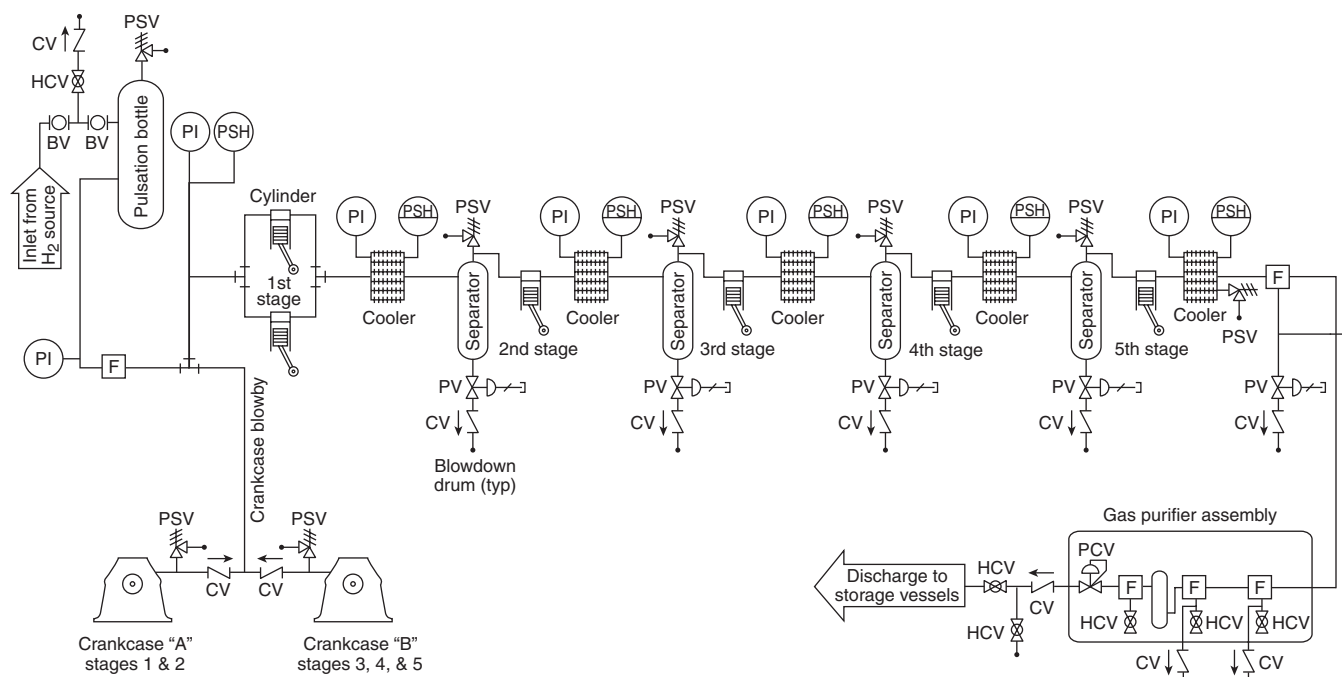 PSV
CV
HCV
BV
BV
Pulsation bottle
Inlet from
H2 source
PI
PSH
Cylinder
1st
stage
PI
F
Crankcase blowby
PI
PSH
Cooler
PSV
Separator
2nd stage
PV
CV
Blowdown
drum (typ)
PI
PSH
Cooler
PSV
Separator
3rd stage
PV
CV
PI
PSH
Cooler
PSV
Separator
4th stage
PV
CV
PI
PSH
Cooler
PSV
Separator
5th stage
PV
CV
PI
PSH
Cooler
PSV
F
PV
CV
PSV
CV
PSV
CV
Crankcase “A”
stages 1 & 2
Crankcase “B”
stages 3, 4, & 5
Gas purifier assembly
PCV
F
HCV
F
HCV
F
HCV
CV
CV
CV
HCV
HCV
Discharge to
storage vessels